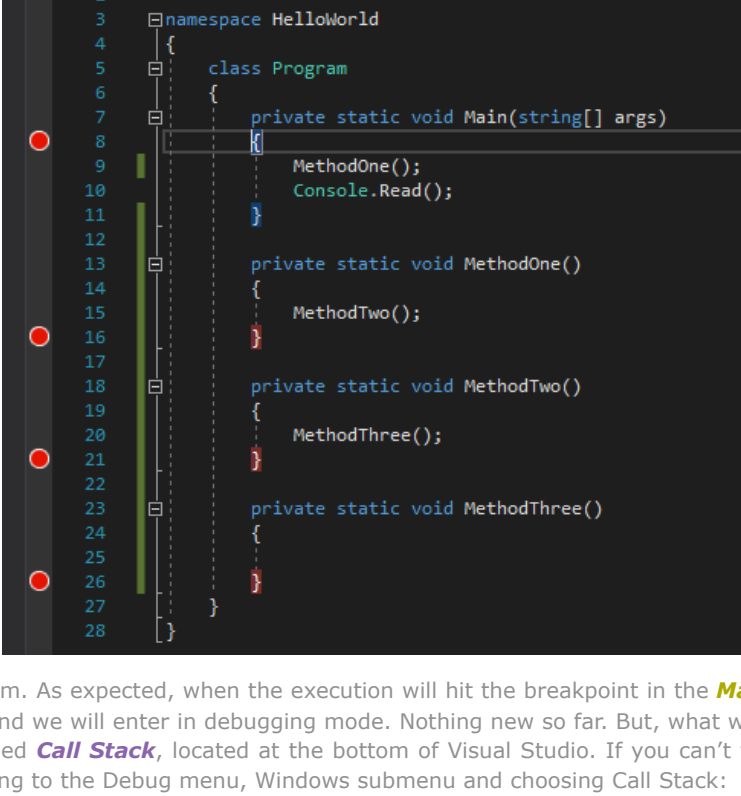 3 namespace HelloWorld
4 {
5 class Program
6 {
7 private static void Main(string[] args)
8 {
9 MethodOne();
10 Console.Read();
11 }
12
13 private static void MethodOne()
14 {
15 MethodTwo();
16 }
17
18 private static void MethodTwo()
19 {
20 MethodThree();
21 }
22
23 private static void MethodThree()
24 {
25
26 }
27 }
28 }
m. As expected, when the execution will hit the breakpoint in the Ma
nd we will enter in debugging mode. Nothing new so far. But, what w
ed Call Stack, located at the bottom of Visual Studio. If you can't
ng to the Debug menu, Windows submenu and choosing Call Stack: